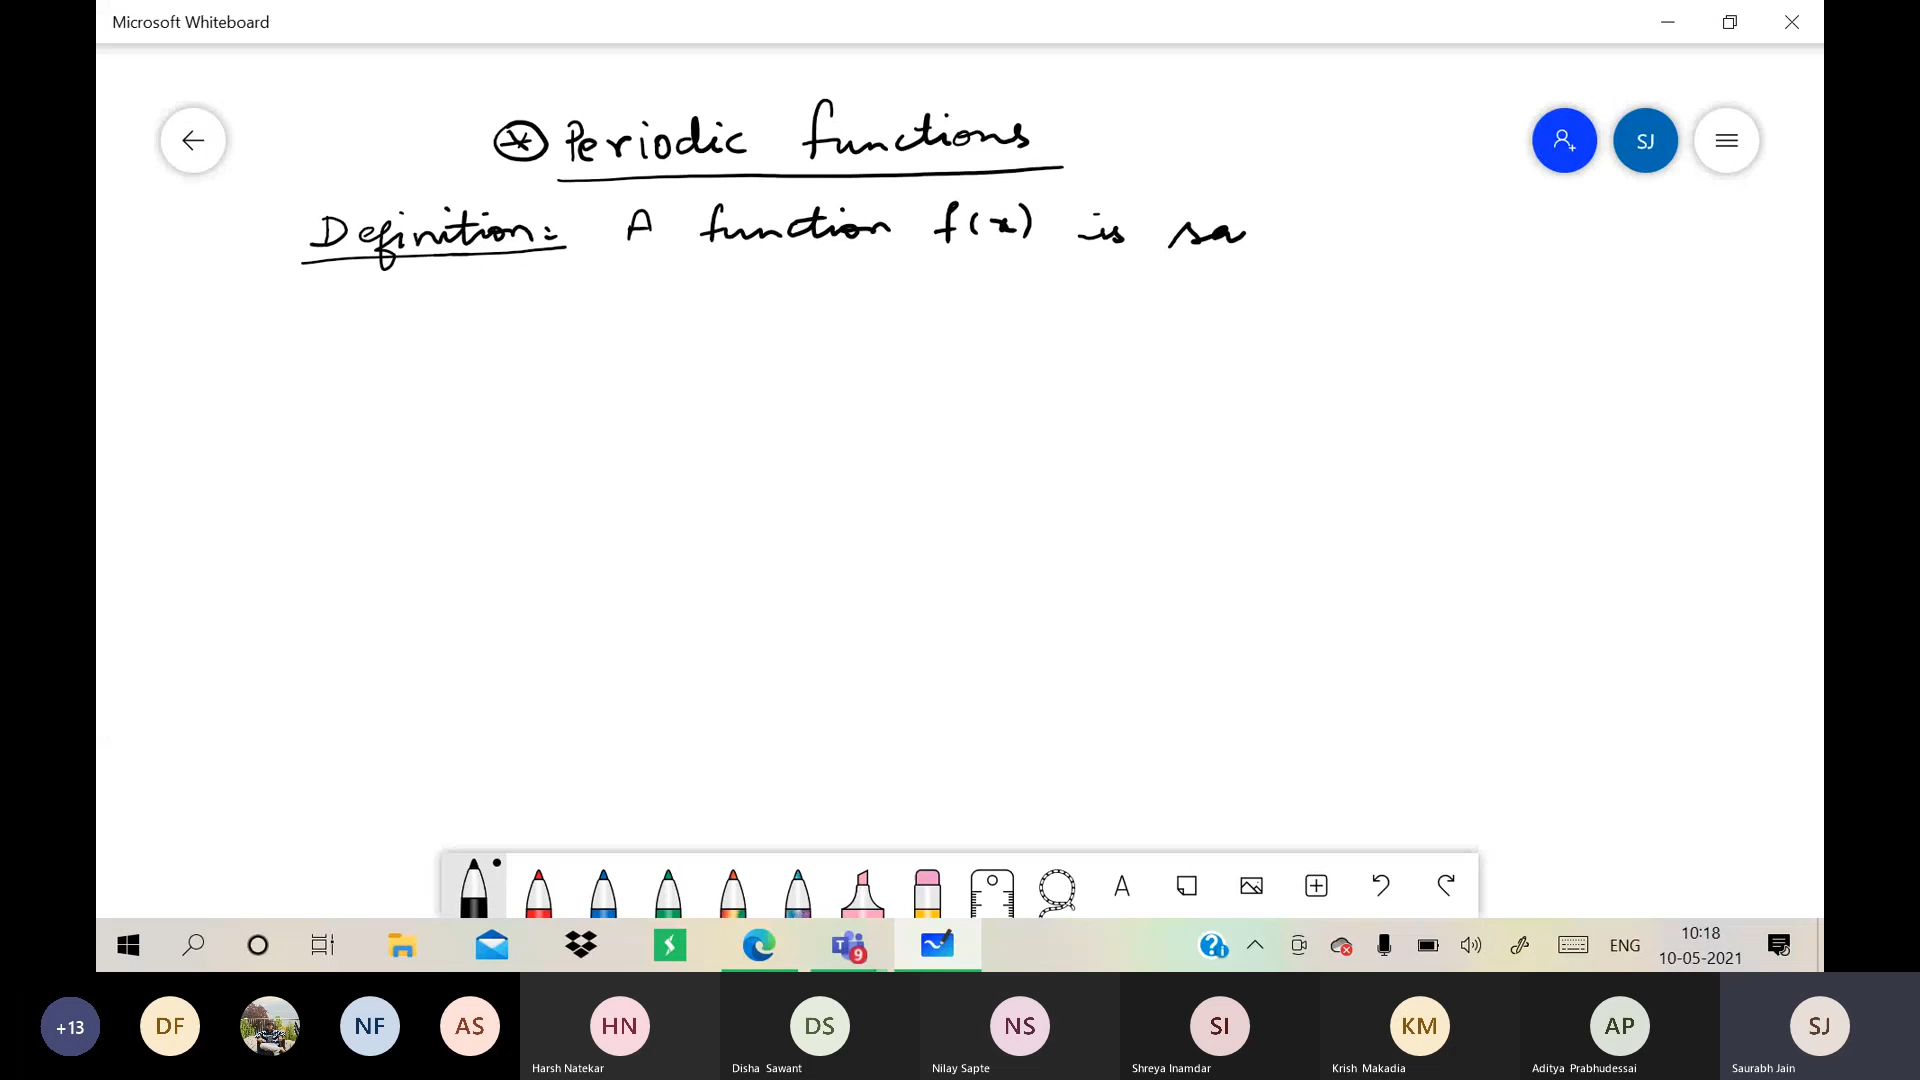 Microsoft Whiteboard
Periodic functions
SJ
Definition: A function f(x) is sa
A
9
ENG
10:18
10-05-2021
+13
DF
NF
AS
HN
DS
NS
SI
KM
AP
SJ
Harsh Natekar
Disha Sawant
Nilay Sapte
Shreya Inamdar
Krish Makadia
Aditya Prabhudessai
Saurabh Jain